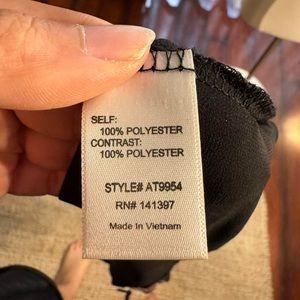 SELF:
100% POLYESTER
CONTRAST:
100% POLYESTER
STYLE# AT9954
RN# 141397
Made In Vietnam